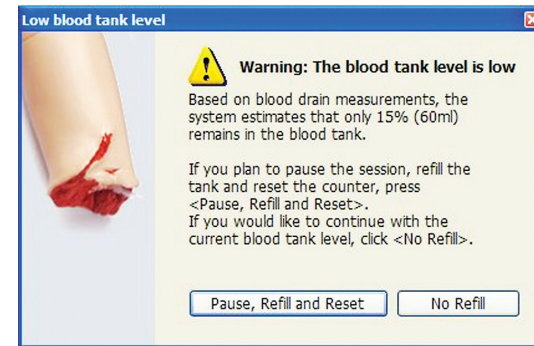 Low blood tank level
Warning: The blood tank level is low
Based on blood drain measurements, the
system estimates that only 15% (60ml)
remains in the blood tank.
If you plan to pause the session, refill the
tank and reset the counter, press
<Pause, Refill and Reset>.
If you would like to continue with the
current blood tank level, click <No Refill>.
Pause, Refill and Reset
No Refill